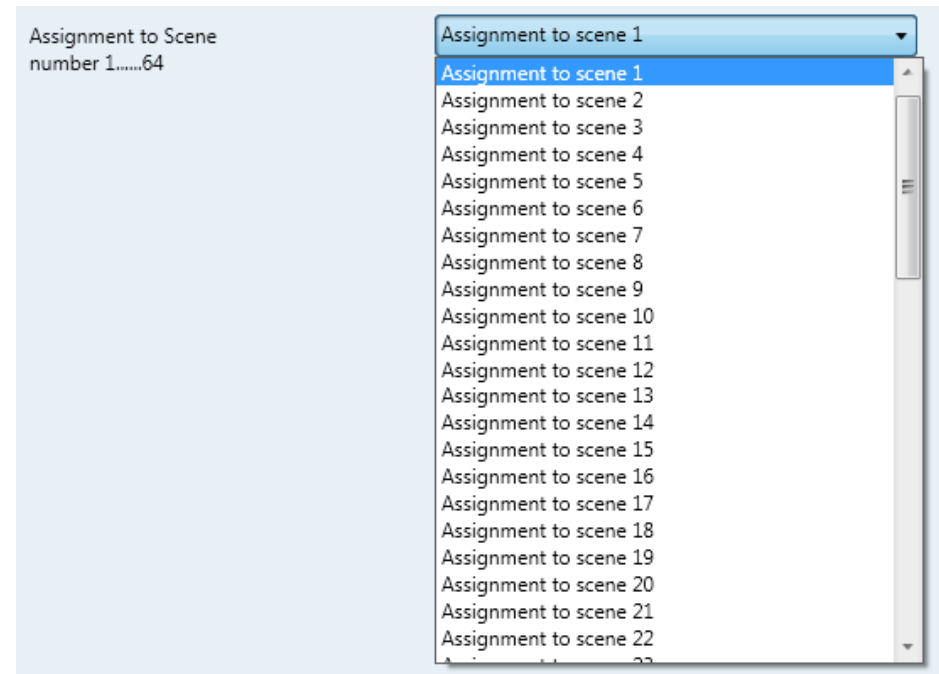 Assignment to Scene
number 1......64
Assignment to scene 1
Assignment to scene 1
Assignment to scene 2
Assignment to scene 3
Assignment to scene 4
Assignment to scene 5
Assignment to scene 6
Assignment to scene 7
Assignment to scene 8
Assignment to scene 9
Assignment to scene 10
Assignment to scene 11
Assignment to scene 12
Assignment to scene 13
Assignment to scene 14
Assignment to scene 15
Assignment to scene 16
Assignment to scene 17
Assignment to scene 18
Assignment to scene 19
Assignment to scene 20
Assignment to scene 21
Assignment to scene 22